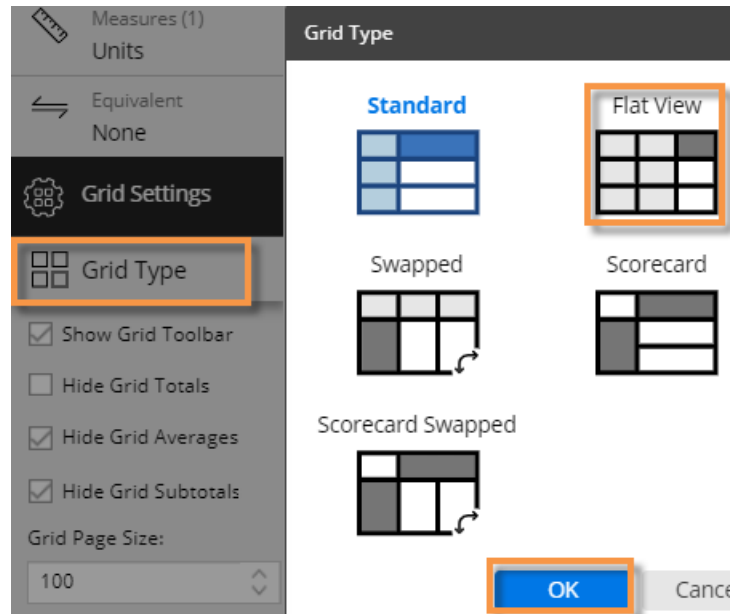 Measures (1)
Units
Equivalent
None
Grid Settings
Grid Type
Show Grid Toolbar
Hide Grid Totals
Hide Grid Averages
Hide Grid Subtotals
Grid Page Size:
100
Grid Type
Standard
Flat View
Swapped
Scorecard
Scorecard Swapped
OK
Cance